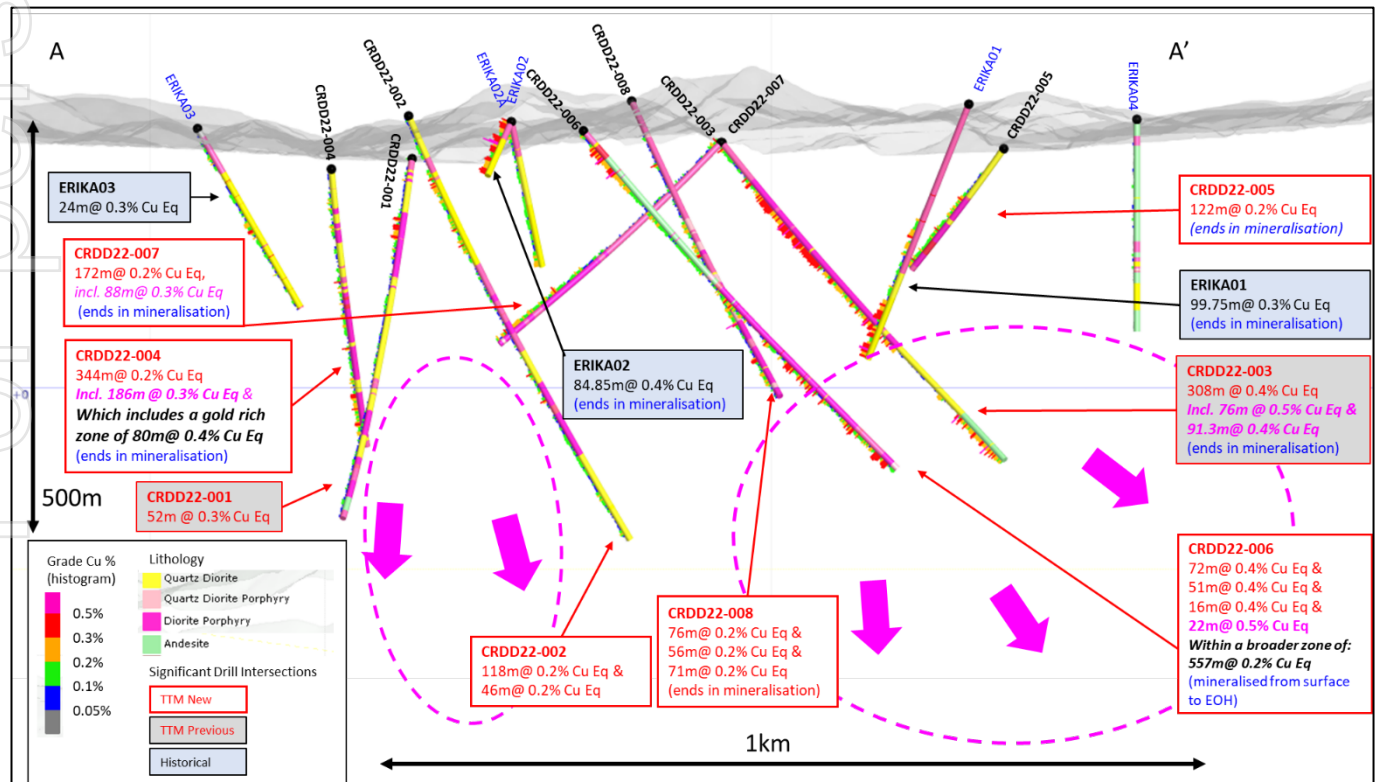 A
A'
ERIKA03
CRDD22-004
CRDD22-002
CRDD22-001
ERIKA02A
ERIKA02
CRDD22-006
CRDD22-008
CRDD22-003
CRDD22-007
ERIKA01
CRDD22-005
ERIKA04
ERIKA03
24m@ 0.3% Cu Eq
CRDD22-007
172m@ 0.2% Cu Eq,
incl. 88m@ 0.3% Cu Eq
(ends in mineralisation)
CRDD22-004
344m@ 0.2% Cu Eq
Incl. 186m @ 0.3% Cu Eq &
Which includes a gold rich
zone of 80m@ 0.4% Cu Eq
(ends in mineralisation)
CRDD22-001
52m @ 0.3% Cu Eq
500m
+0
ERIKA02
84.85m@ 0.4% Cu Eq
(ends in mineralisation)
CRDD22-005
122m@ 0.2% Cu Eq
(ends in mineralisation)
ERIKA01
99.75m@ 0.3% Cu Eq
(ends in mineralisation)
CRDD22-003
308m @ 0.4% Cu Eq
Incl. 76m @ 0.5% Cu Eq &
91.3m@ 0.4% Cu Eq
(ends in mineralisation)
CRDD22-006
72m @ 0.4% Cu Eq &
51m @ 0.4% Cu Eq &
16m @ 0.4% Cu Eq &
22m@ 0.5% Cu Eq
Within a broader zone of:
557m@ 0.2% Cu Eq
(mineralised from surface
to EOH)
CRDD22-008
76m@ 0.2% Cu Eq &
56m@ 0.2% Cu Eq &
71m@ 0.2% Cu Eq
(ends in mineralisation)
CRDD22-002
118m@ 0.2% Cu Eq &
46m@ 0.2% Cu Eq
1km
Grade Cu %
(histogram)
0.5%
0.3%
0.2%
0.1%
0.05%
Lithology
Quartz Diorite
Quartz Diorite Porphyry
Diorite Porphyry
Andesite
Significant Drill Intersections
TTM New
TTM Previous
Historical